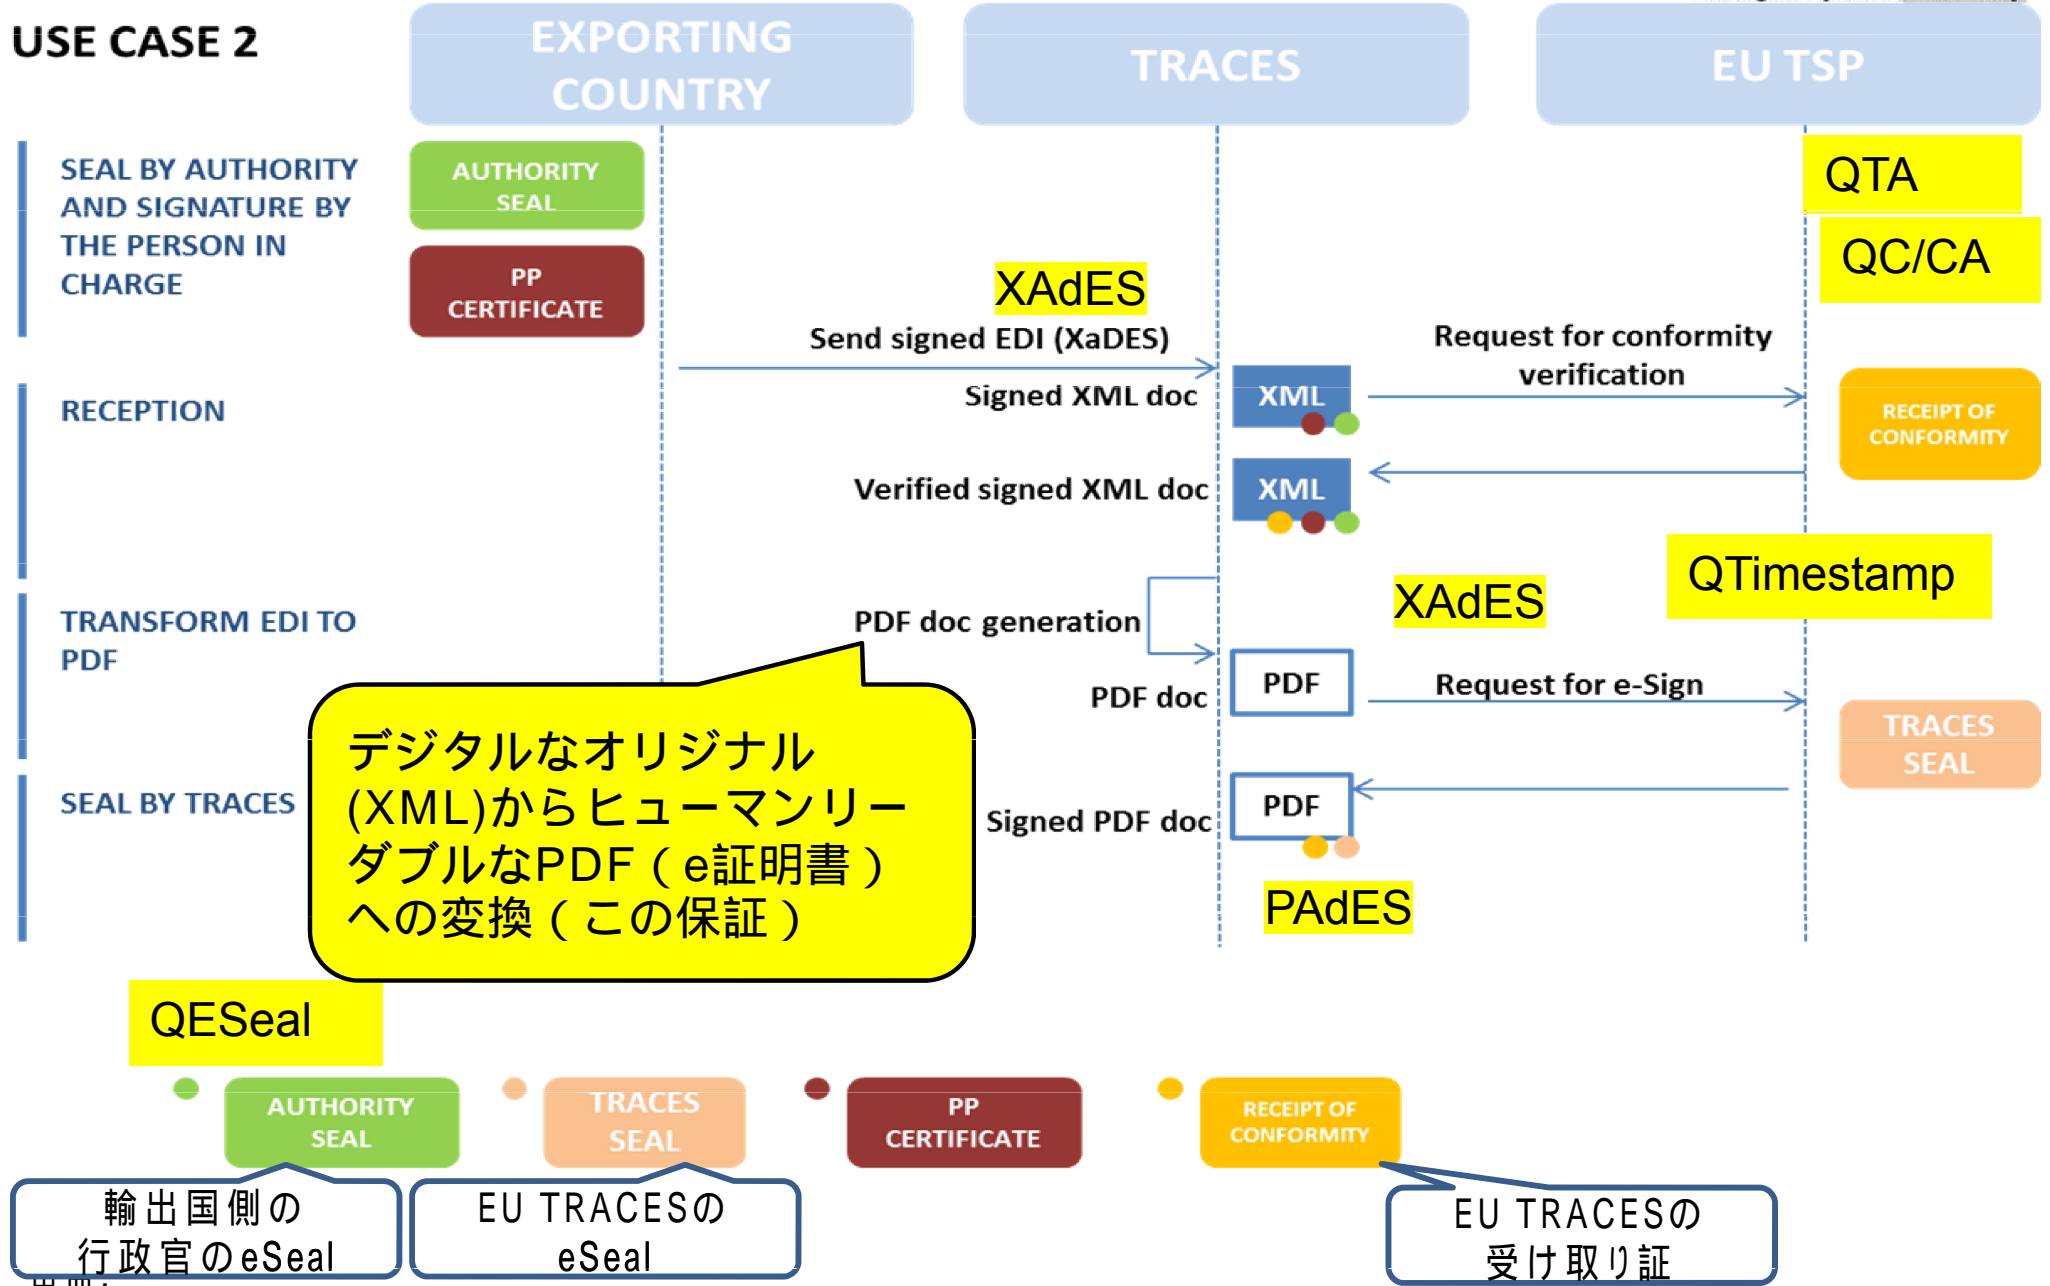 USE CASE 2
EXPORTING
COUNTRY
TRACES
EU TSP
SEAL BY AUTHORITY
AND SIGNATURE BY
THE PERSON IN
CHARGE
AUTHORITY
SEAL
PP
CERTIFICATE
QTA
QC/CA
XAdES
Send signed EDI (XaDES)
Request for conformity
verification
RECEPTION
Signed XML doc
XML
RECEIPT OF
CONFORMITY
Verified signed XML doc
XML
QTimestamp
XAdES
TRANSFORM EDI TO
PDF
PDF doc generation
PDF doc
PDF
Request for e-Sign
TRACES
SEAL
デジタルなオリジナル
(XML)からヒューマンリー
ダブルなPDF（e証明書）
への変換（この保証）
SEAL BY TRACES
Signed PDF doc
PDF
PAdES
QESeal
AUTHORITY
SEAL
TRACES
SEAL
PP
CERTIFICATE
RECEIPT OF
CONFORMITY
輸出国側の
行政官のeSeal
EU TRACESの
eSeal
EU TRACESの
受け取り証